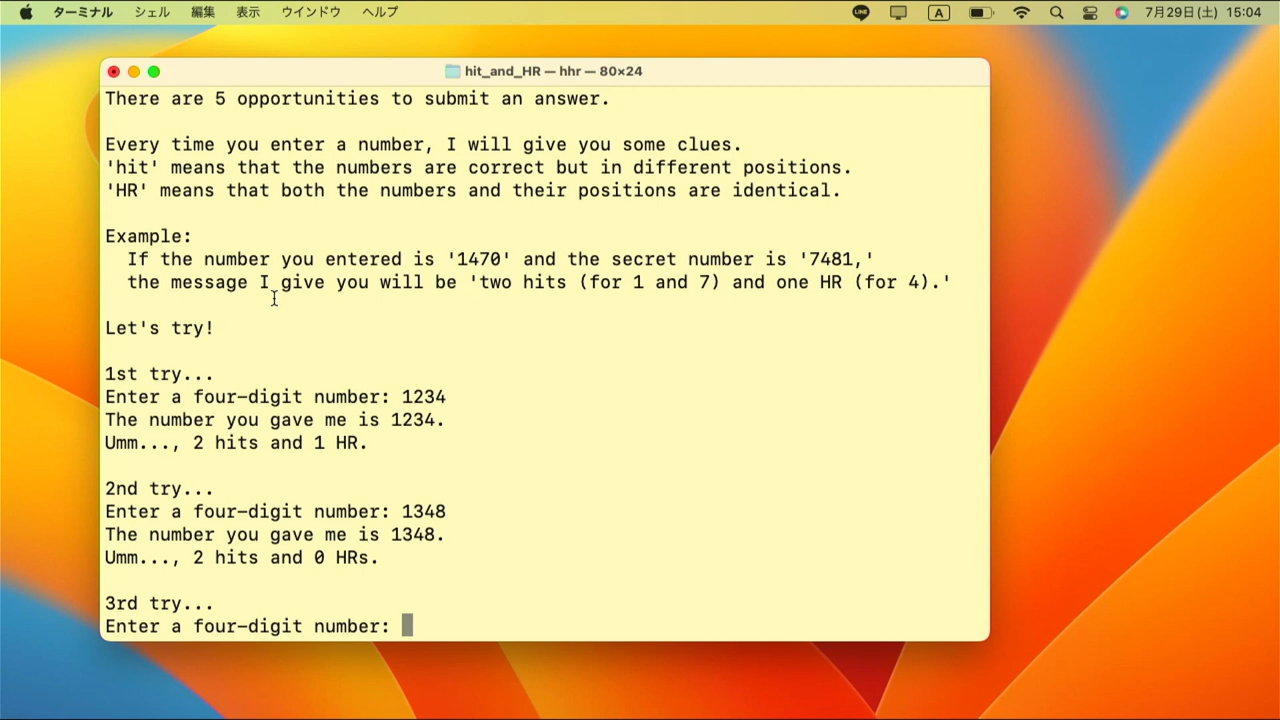 ターミナル シェル 編集 表示 ウインドウ ヘルプ LINE A 7月29日(土) 15:04
hit_and_HR — hhr — 80×24
There are 5 opportunities to submit an answer.
Every time you enter a number, I will give you some clues.
'hit' means that the numbers are correct but in different positions.
'HR' means that both the numbers and their positions are identical.
Example:
If the number you entered is '1470' and the secret number is '7481,'
the message I give you will be 'two hits (for 1 and 7) and one HR (for 4).'
Let's try!
1st try...
Enter a four-digit number: 1234
The number you gave me is 1234.
Umm..., 2 hits and 1 HR.
2nd try...
Enter a four-digit number: 1348
The number you gave me is 1348.
Umm..., 2 hits and 0 HRs.
3rd try...
Enter a four-digit number: